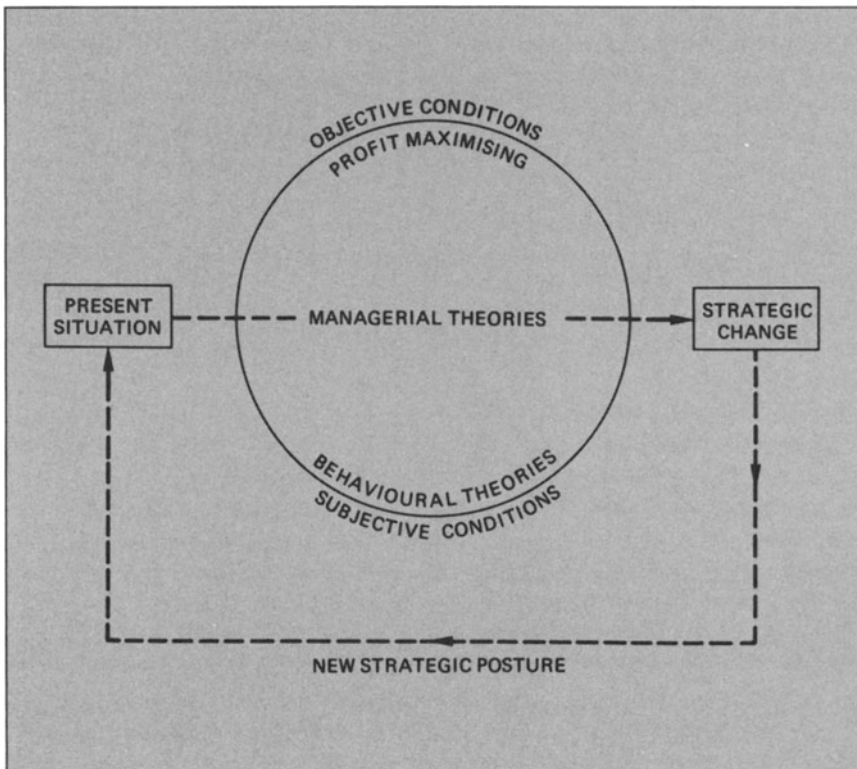 OBJECTIVE CONDITIONS
PROFIT MAXIMISING
PRESENT
SITUATION
MANAGERIAL THEORIES
STRATEGIC
CHANGE
BEHAVIOURAL THEORIES
SUBJECTIVE CONDITIONS
NEW STRATEGIC POSTURE